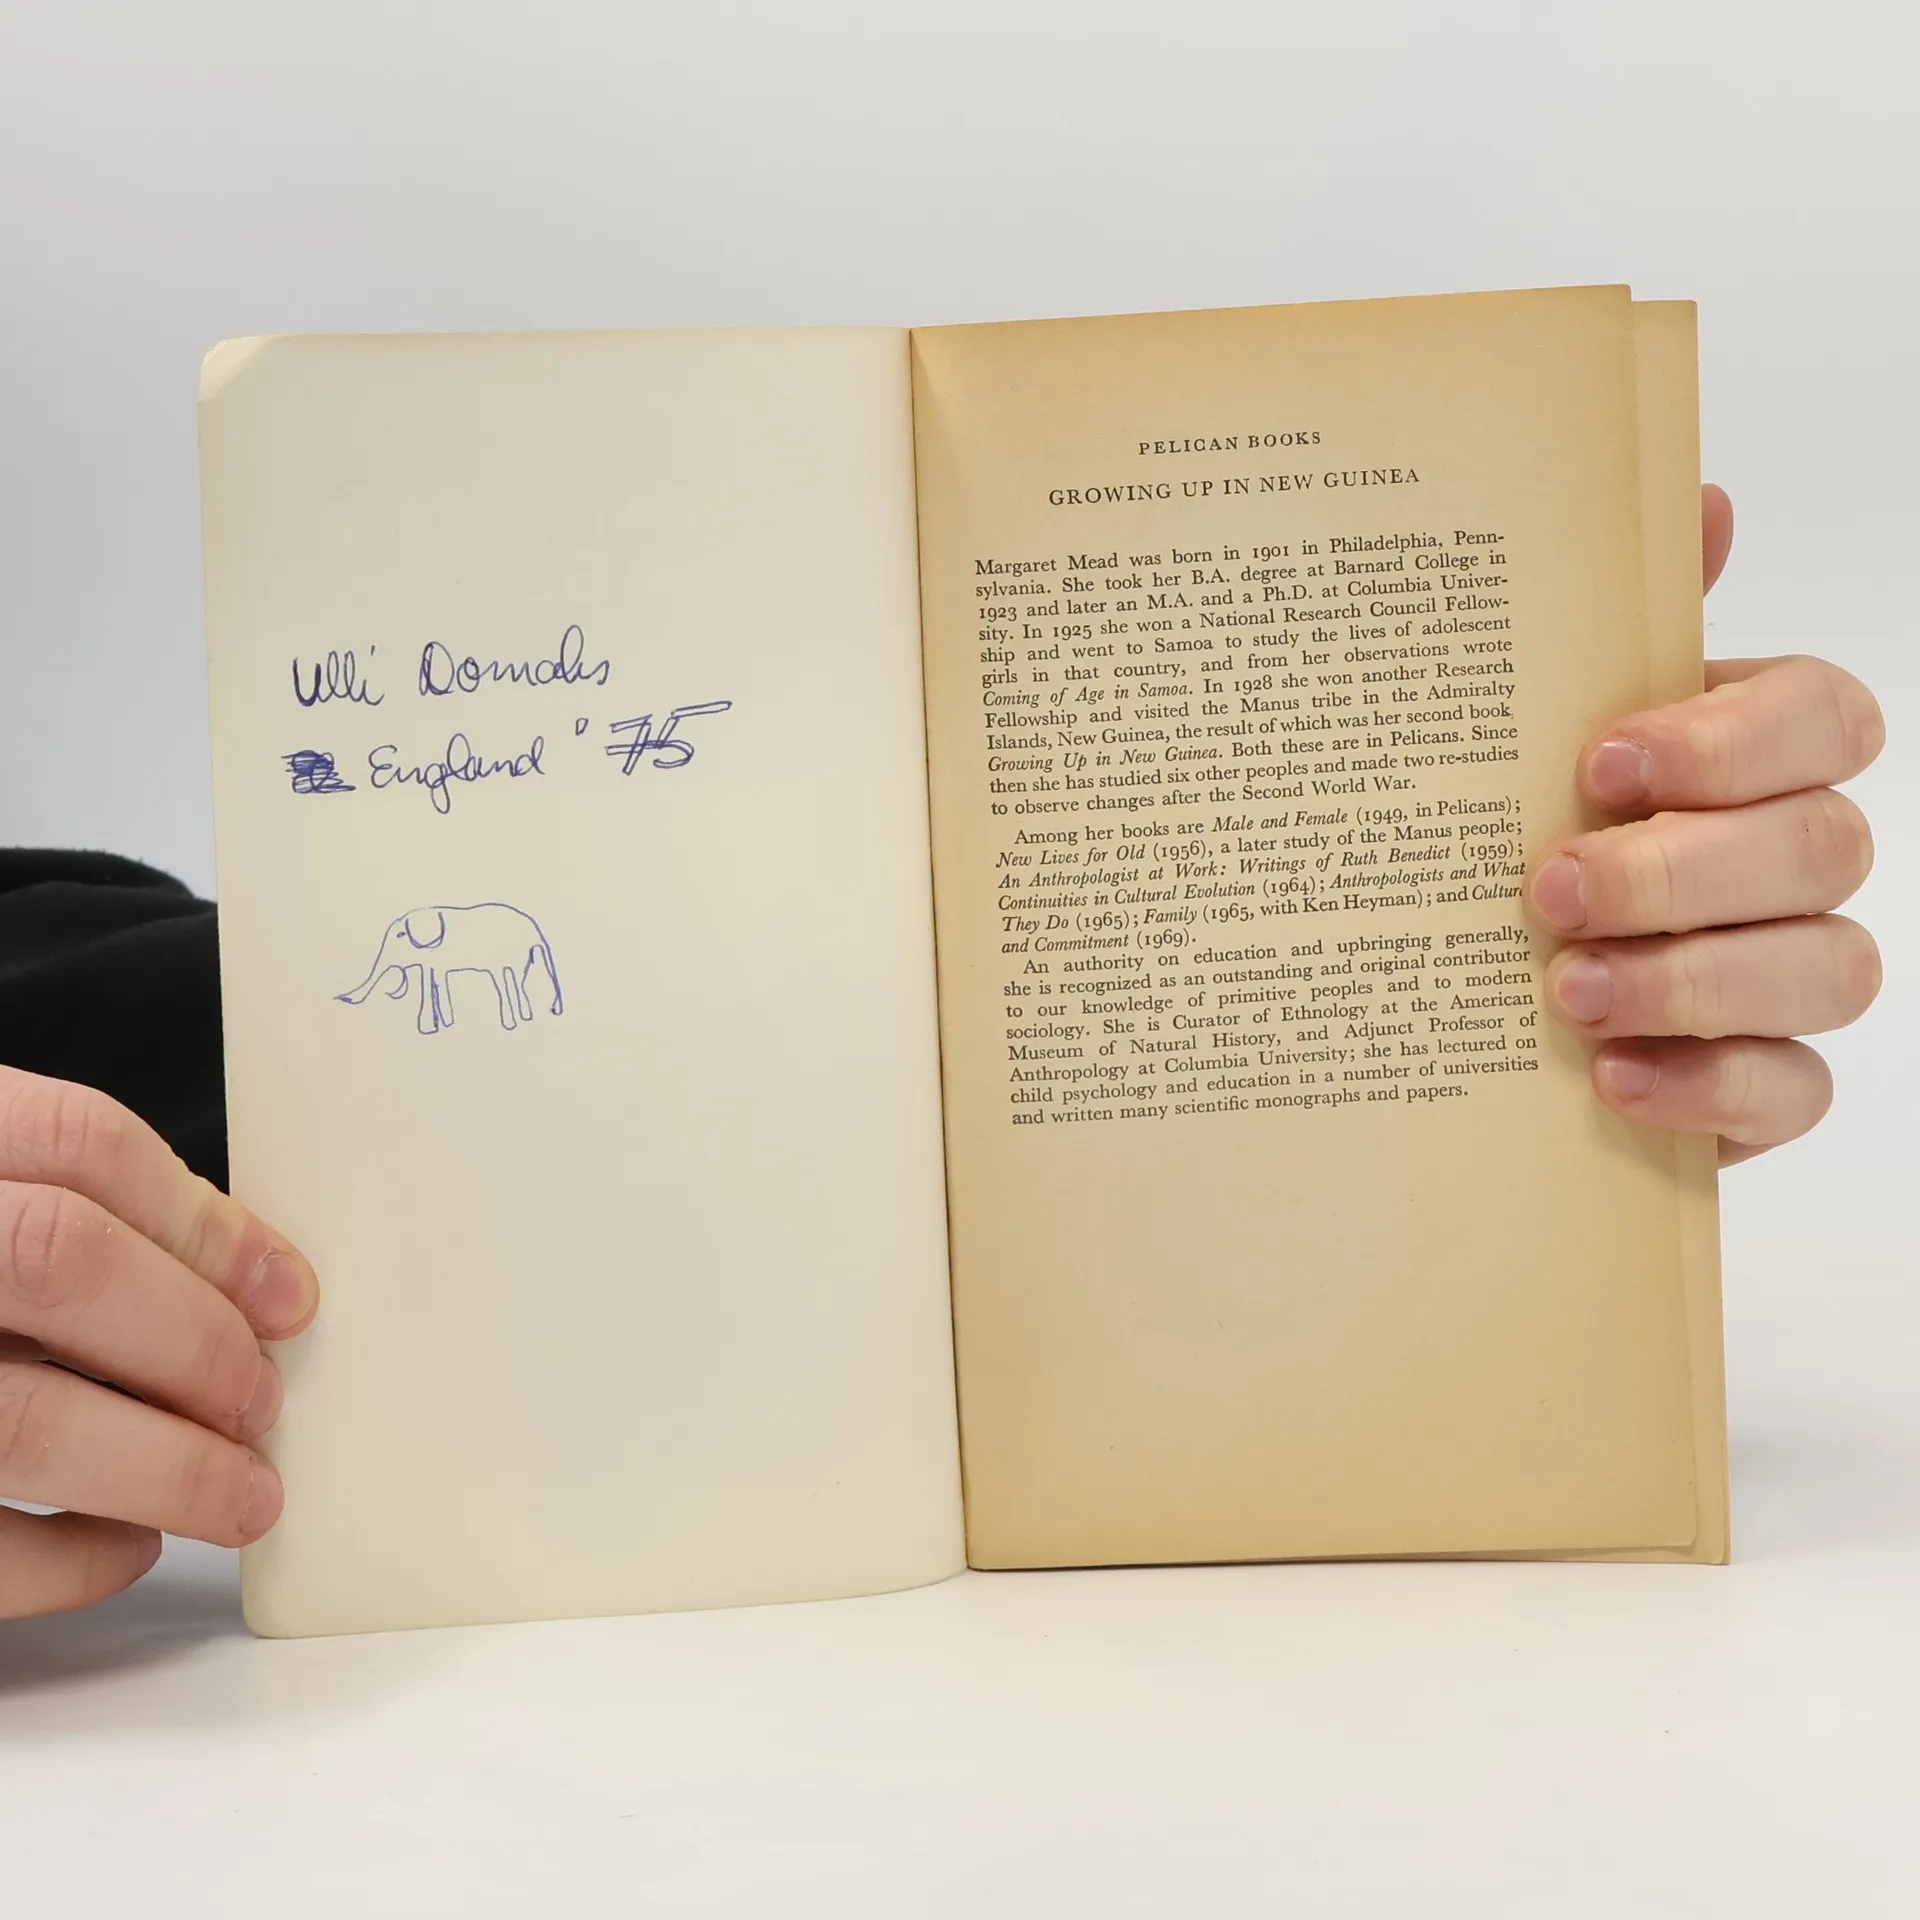 Ulli Domahs
England '75
PELICAN BOOKS
GROWING UP IN NEW GUINEA
Margaret Mead was born in 1901 in Philadelphia, Penn-
sylvania. She took her B.A. degree at Barnard College in
1923 and later an M.A. and a Ph.D. at Columbia Univer-
sity. In 1925 she won a National Research Council Fellow-
ship and went to Samoa to study the lives of adolescent
girls in that country, and from her observations wrote
Coming of Age in Samoa. In 1928 she won another Research
Fellowship and visited the Manus tribe in the Admiralty
Islands, New Guinea, the result of which was her second book,
Growing Up in New Guinea. Both these are in Pelicans. Since
then she has studied six other peoples and made two re-studies
to observe changes after the Second World War.
Among her books are Male and Female (1949, in Pelicans);
New Lives for Old (1956), a later study of the Manus people;
An Anthropologist at Work: Writings of Ruth Benedict (1959);
Continuities in Cultural Evolution (1964); Anthropologists and What
They Do (1965); Family (1965, with Ken Heyman); and Culture
and Commitment (1969).
An authority on education and upbringing generally,
she is recognized as an outstanding and original contributor
to our knowledge of primitive peoples and to modern
sociology. She is Curator of Ethnology at the American
Museum of Natural History, and Adjunct Professor of
Anthropology at Columbia University; she has lectured on
child psychology and education in a number of universities
and written many scientific monographs and papers.